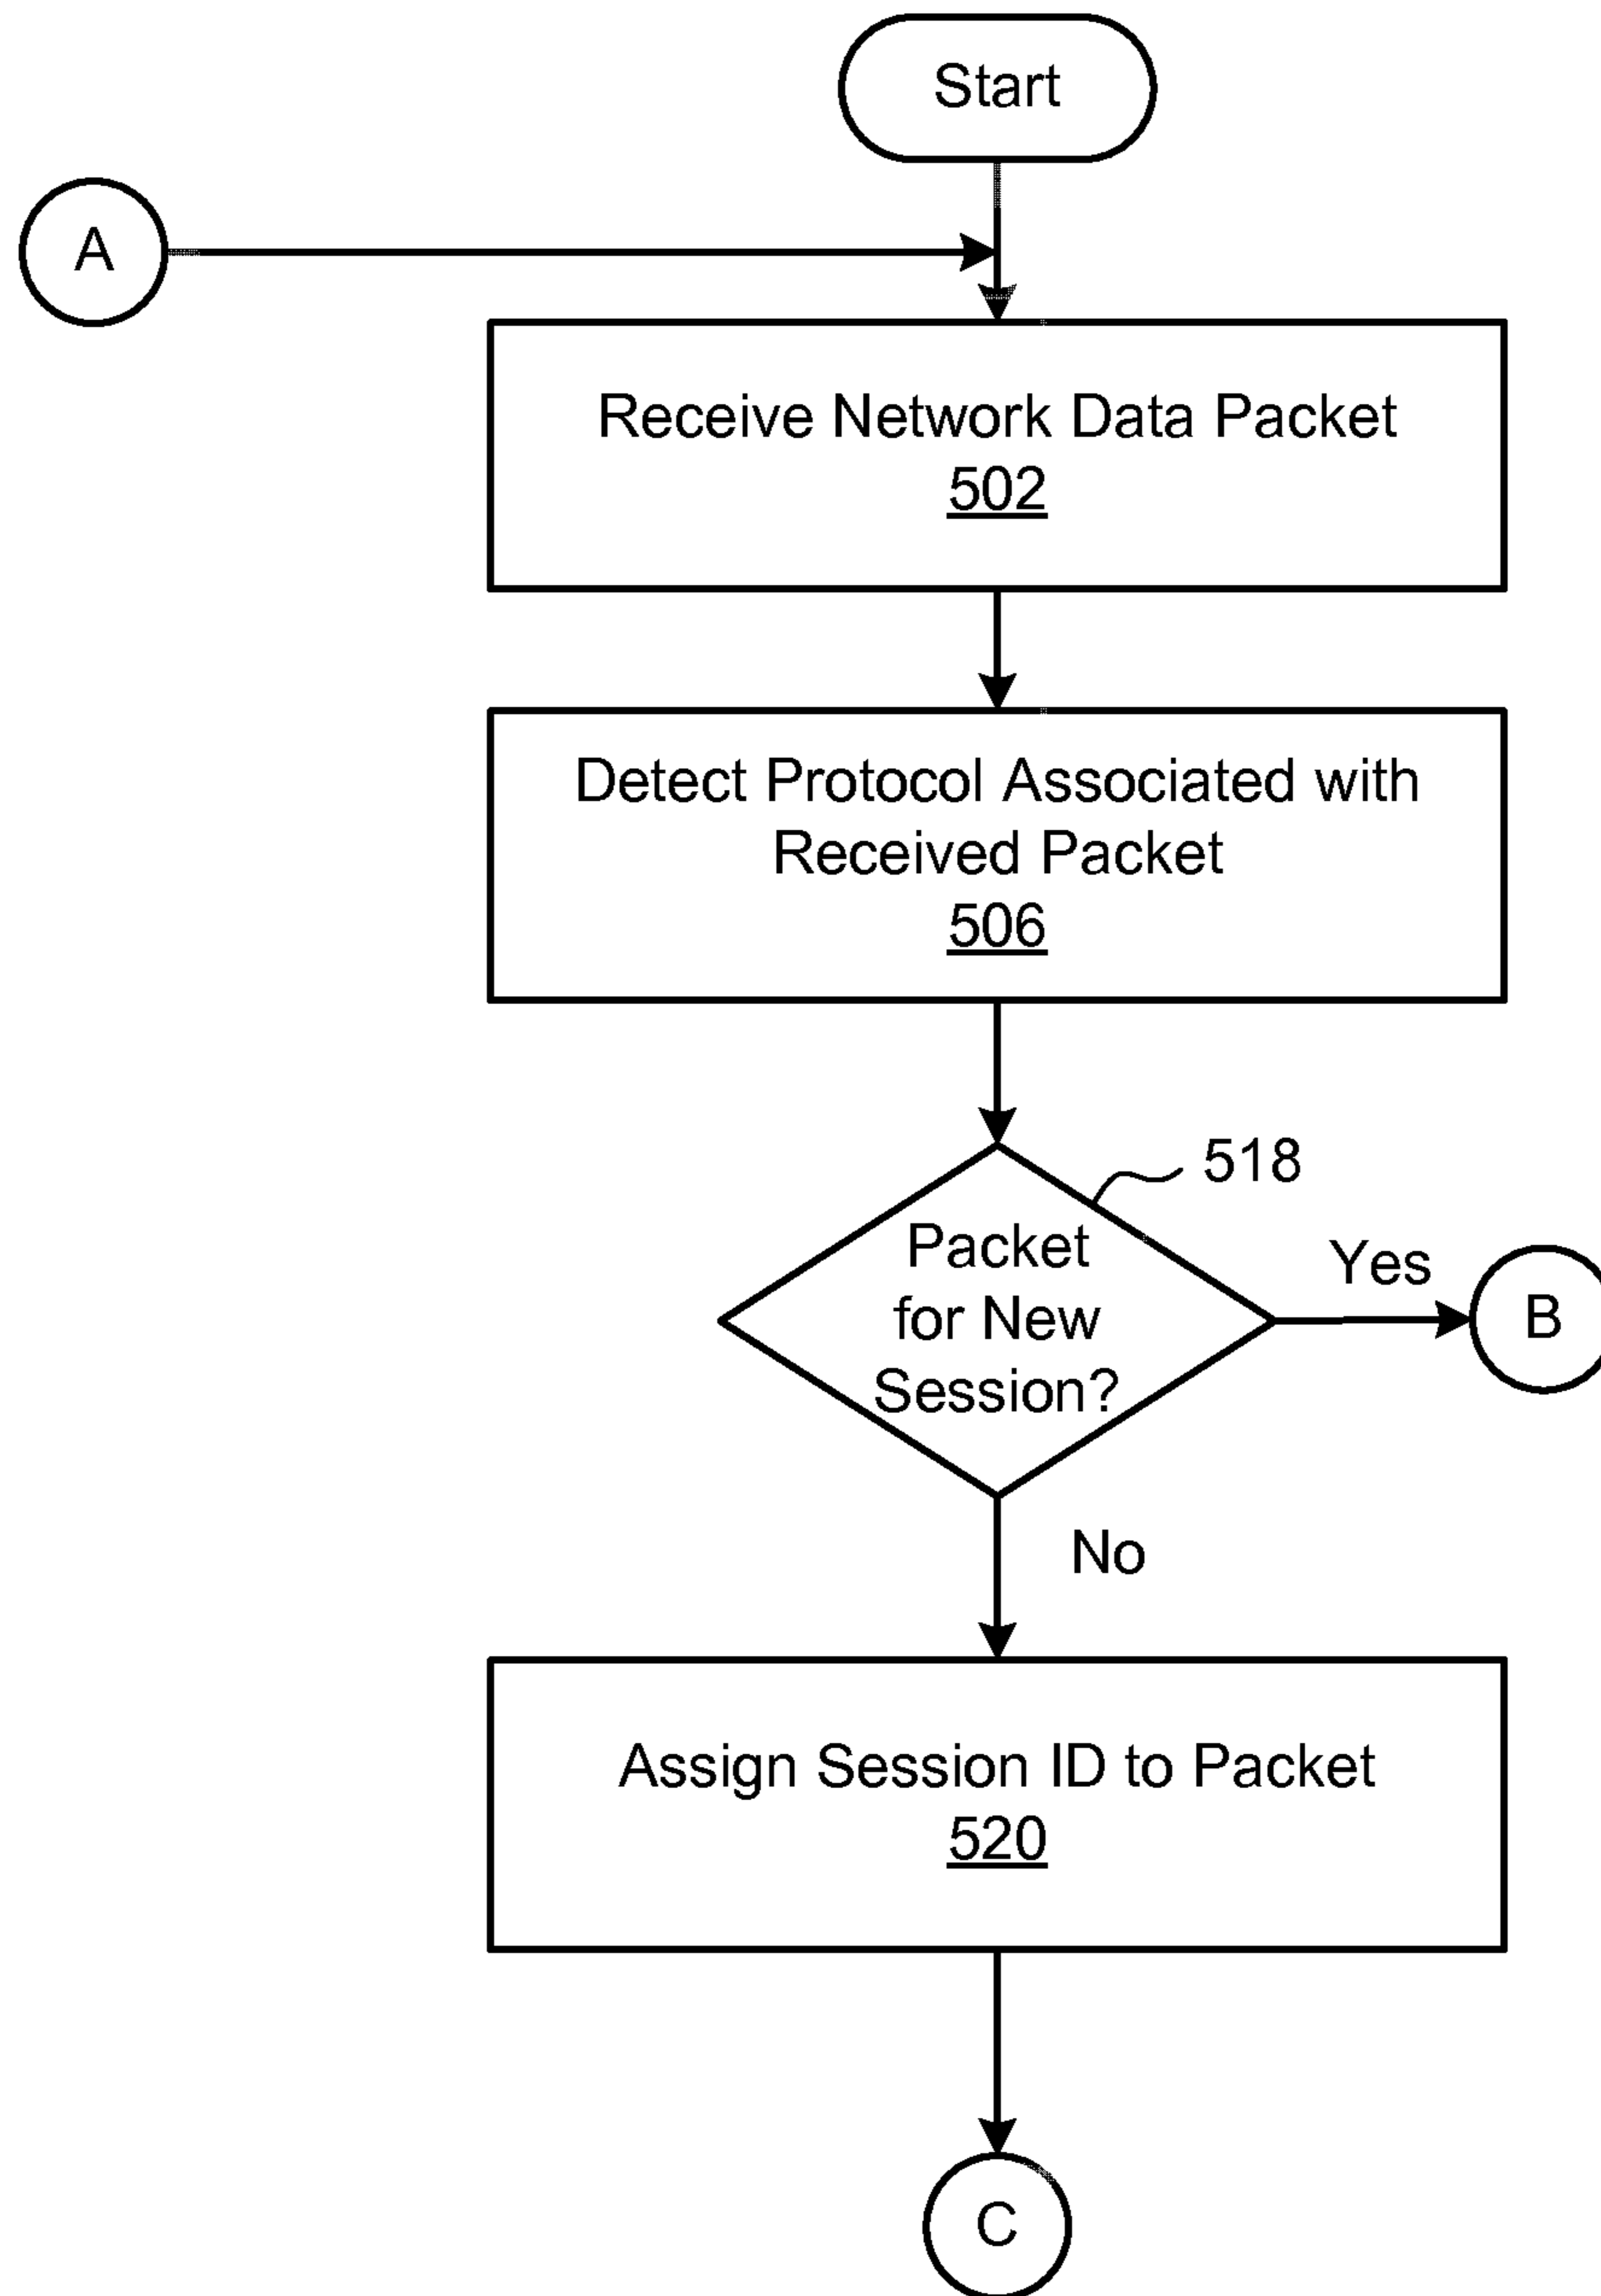 Start
A
Receive Network Data Packet
502
Detect Protocol Associated with
Received Packet
506
518
Packet
for New
Session?
Yes
B
No
Assign Session ID to Packet
520
C